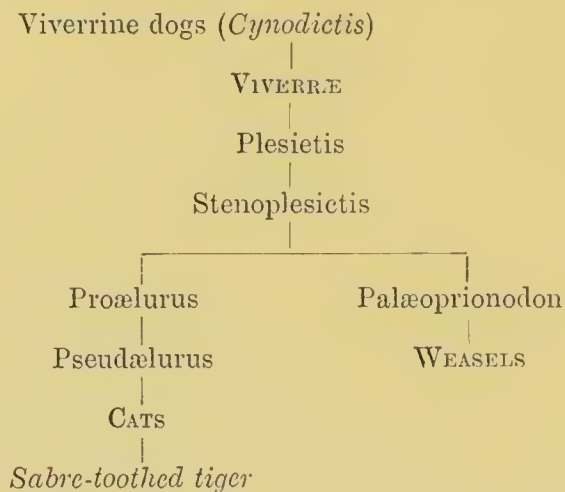 Viverrine dogs (Cynodictis)
VIVERRÆ
Plesietis
Stenoplesictis
Proælurus Palæoprionodon
Pseudælurus WEASELS
CATS
Sabre-toothed tiger